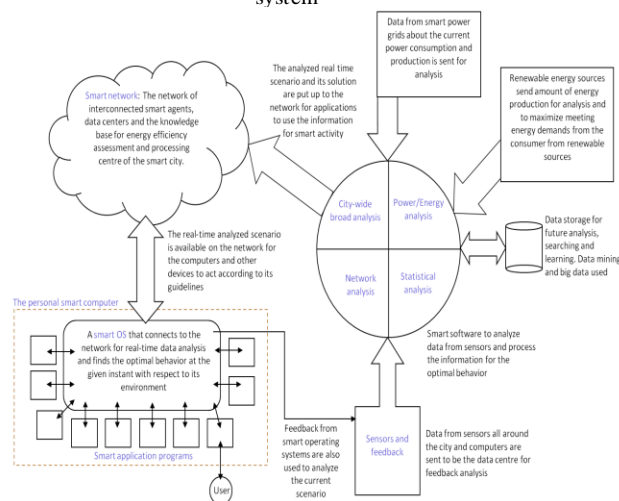 system
Data from smart power
grids about the current
power consumption and
production is sent for
analysis
The analyzed real time
scenario and its solution
are put up to the
network for applications
to use the information
for smart activity
Renewable energy sources
send amount of energy
production for analysis and
to maximize meeting
energy demands from the
consumer from renewable
sources
Smart network: The network of
interconnected smart agents,
data centers and the knowledge
base for energy efficiency
assessment and processing
centre of the smart city.
City-wide
broad analysis
Power/Energy
analysis
Network
analysis
Statistical
analysis
Data storage for
future analysis,
searching and
learning. Data mining
and big data used
The real-time analyzed scenario
is available on the network for
the computers and other
devices to act according to its
guidelines
The personal smart computer
A smart OS that connects to the
network for real-time data analysis
and finds the optimal behavior at the
given instant with respect to its
environment
Smart software to analyze
data from sensors and process
the information for the
optimal behavior
Feedback from
smart operating
systems are also
used to analyze
the current
scenario
Sensors and
feedback
Data from sensors all around
the city and computers are
sent to be the data centre for
feedback analysis
Smart application programs
User